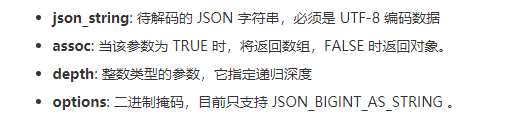 json_string: 待解码的 JSON 字符串，必须是 UTF-8 编码数据
assoc: 当该参数为 TRUE 时，将返回数组，FALSE 时返回对象。
depth: 整数类型的参数，它指定递归深度
options: 二进制掩码，目前只支持 JSON_BIGINT_AS_STRING 。